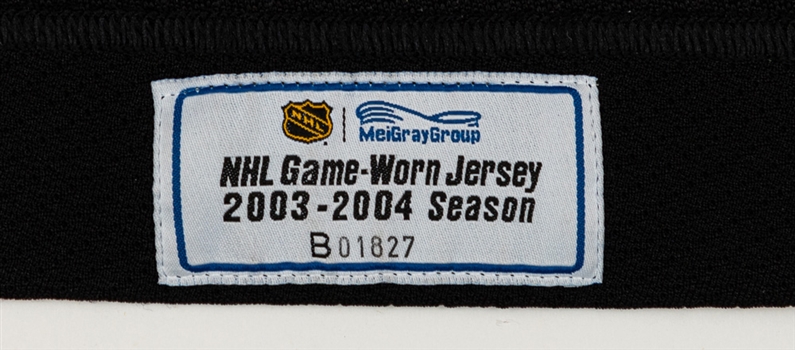 NHL MeiGrayGroup
NHL Game-Worn Jersey
2003-2004 Season
B01827